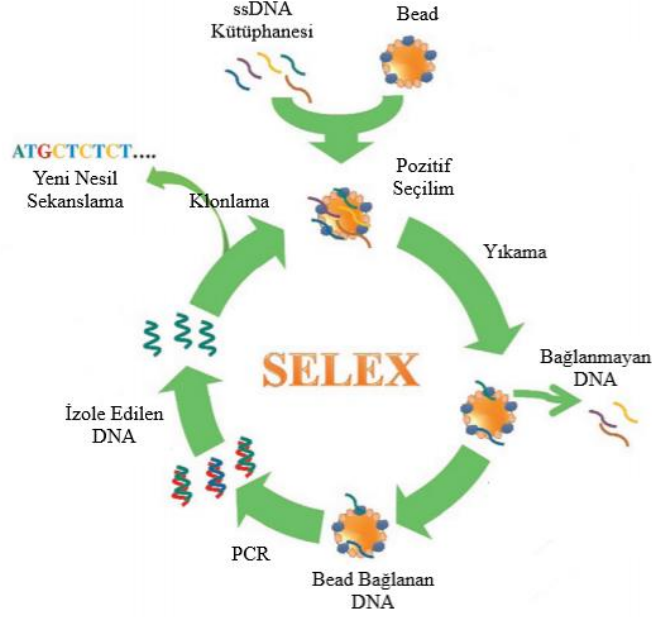 ssDNA
Kütüphanesi
Bead
ATGCTCTCT....
Yeni Nesil
Sekanslama
Klonlama
Pozitif
Seçilim
Yıkama
SELEX
Bağlanmayan
DNA
İzole Edilen
DNA
PCR
Bead Bağlanan
DNA